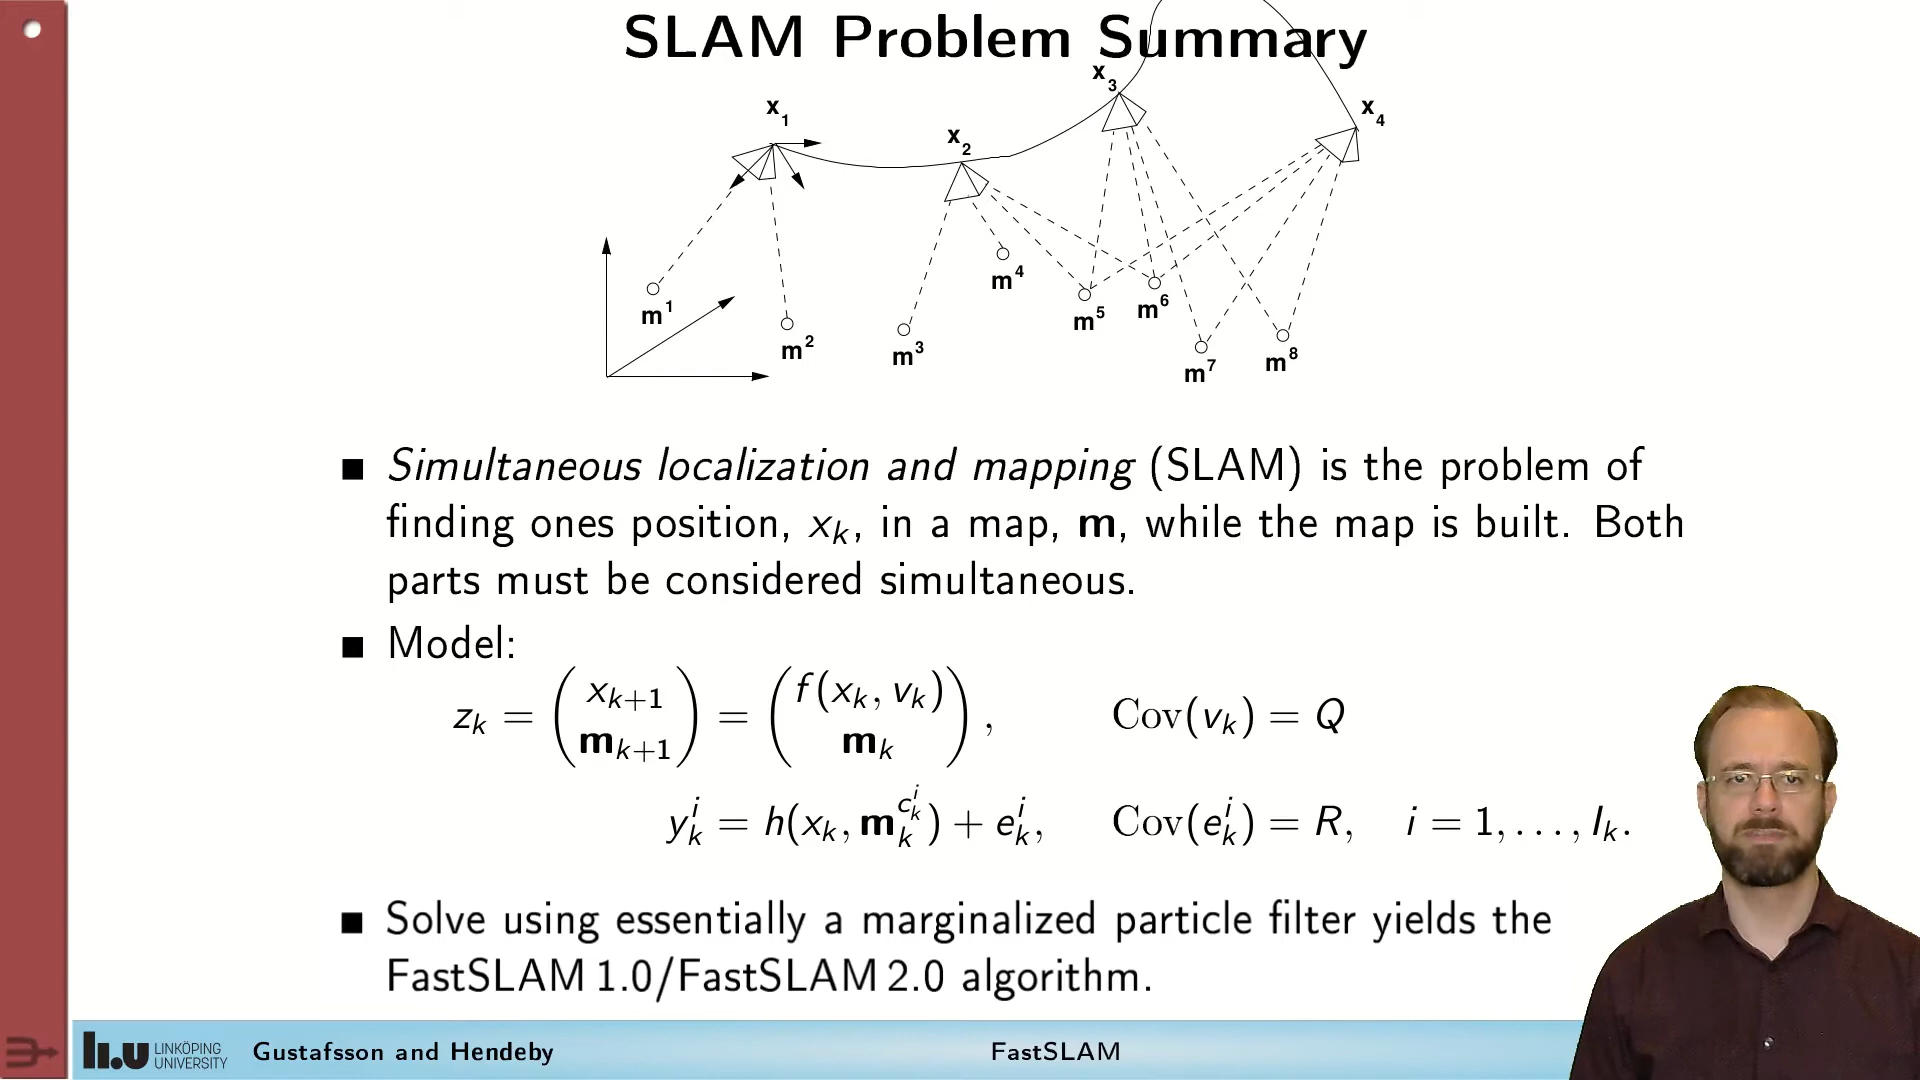 SLAM Problem Summary
x1
x2
x3
x4
m1
m2
m3
m4
m5
m6
m7
m8
■ Simultaneous localization and mapping (SLAM) is the problem of
finding ones position, x_k, in a map, m, while the map is built. Both
parts must be considered simultaneous.
■ Model:
z_k = (x_{k+1} m_{k+1}) = (f(x_k, v_k) m_k), Cov(v_k) = Q
y_k^i = h(x_k, m_k^{c_k^i}) + e_k^i, Cov(e_k^i) = R, i = 1, . . . , I_k.
■ Solve using essentially a marginalized particle filter yields the
FastSLAM 1.0/FastSLAM 2.0 algorithm.
LINKÖPING
UNIVERSITY
Gustafsson and Hendeby
FastSLAM